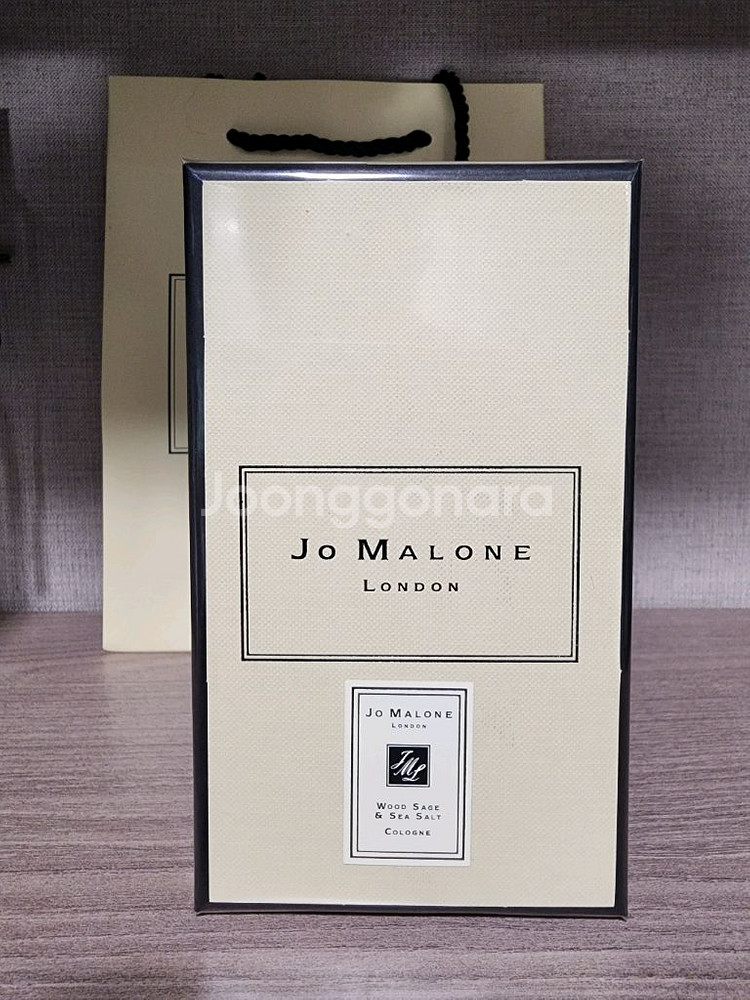 Joonggonara
JO MALONE
LONDON
JO MALONE
LONDON
JML
WOOD SAGE
& SEA SALT
COLOGNE